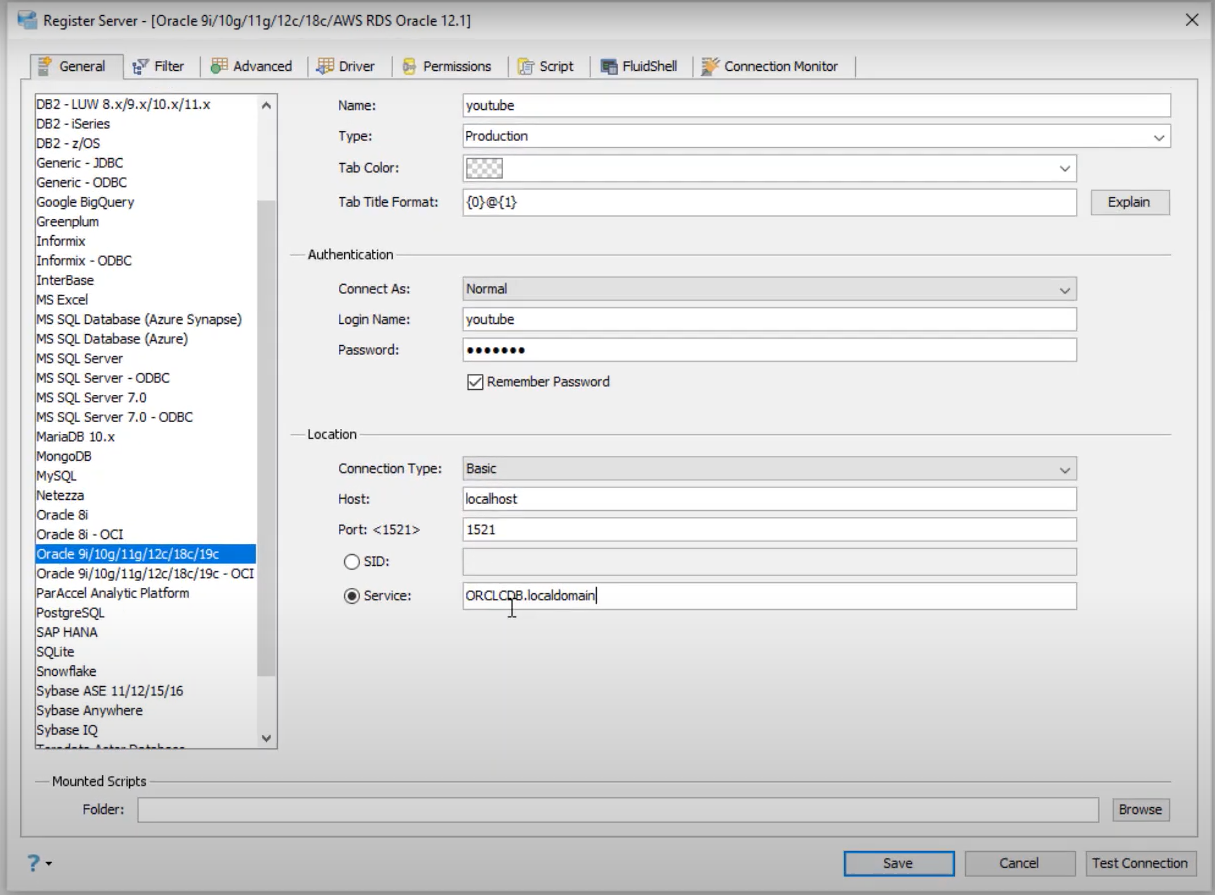 Register Server - [Oracle 9i/10g/11g/12c/18c/AWS RDS Oracle 12.1]
General Filter Advanced Driver Permissions Script FluidShell Connection Monitor
DB2 - LUW 8.x/9.x/10.x/11.x
DB2 - iSeries
DB2 - z/OS
Generic - JDBC
Generic - ODBC
Google BigQuery
Greenplum
Informix
Informix - ODBC
InterBase
MS Excel
MS SQL Database (Azure Synapse)
MS SQL Database (Azure)
MS SQL Server
MS SQL Server - ODBC
MS SQL Server 7.0
MS SQL Server 7.0 - ODBC
MariaDB 10.x
MongoDB
MySQL
Netezza
Oracle 8i
Oracle 8i - OCI
Oracle 9i/10g/11g/12c/18c/19c
Oracle 9i/10g/11g/12c/18c/19c - OCI
ParAccel Analytic Platform
PostgreSQL
SAP HANA
SQLite
Snowflake
Sybase ASE 11/12/15/16
Sybase Anywhere
Sybase IQ
Teradata Aster Database
Name: youtube
Type: Production
Tab Color:
Tab Title Format: {0}@{1} Explain
Authentication
Connect As: Normal
Login Name: youtube
Password: •••••••
Remember Password
Location
Connection Type: Basic
Host: localhost
Port: <1521> 1521
SID:
Service: ORCLCDB.localdomain
Mounted Scripts
Folder: Browse
? Save Cancel Test Connection